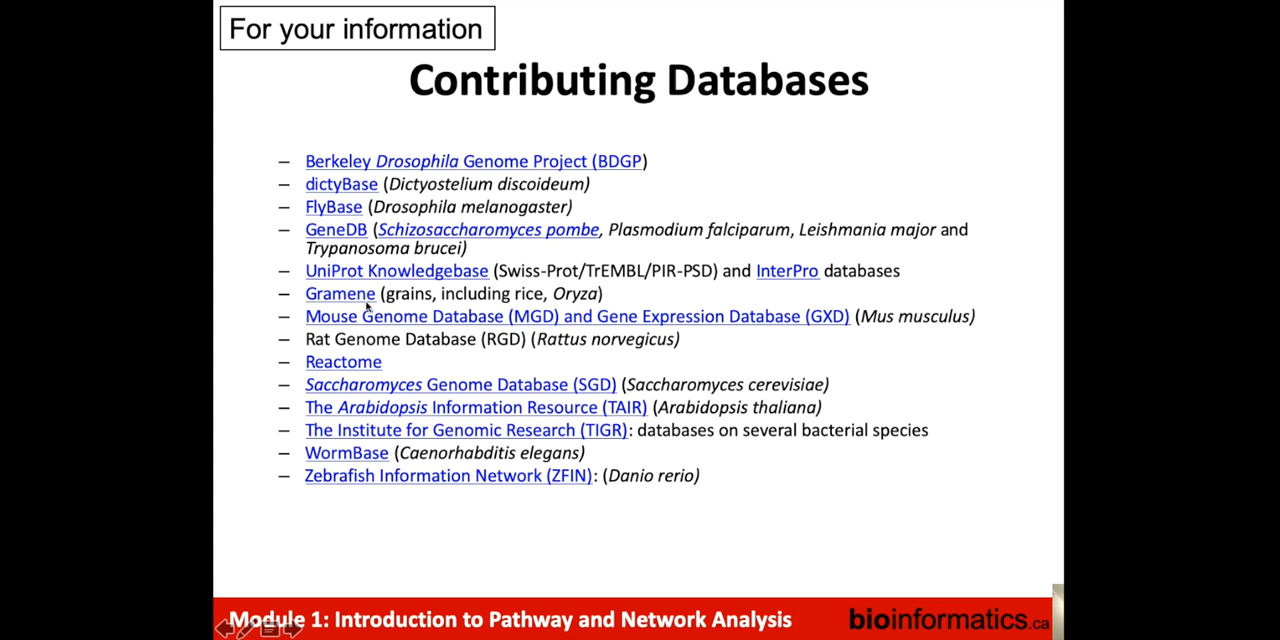 For your information
Contributing Databases
– Berkeley Drosophila Genome Project (BDGP)
– dictyBase (Dictyostelium discoideum)
– FlyBase (Drosophila melanogaster)
– GeneDB (Schizosaccharomyces pombe, Plasmodium falciparum, Leishmania major and
Trypanosoma brucei)
– UniProt Knowledgebase (Swiss-Prot/TrEMBL/PIR-PSD) and InterPro databases
– Gramene (grains, including rice, Oryza)
– Mouse Genome Database (MGD) and Gene Expression Database (GXD) (Mus musculus)
– Rat Genome Database (RGD) (Rattus norvegicus)
– Reactome
– Saccharomyces Genome Database (SGD) (Saccharomyces cerevisiae)
– The Arabidopsis Information Resource (TAIR) (Arabidopsis thaliana)
– The Institute for Genomic Research (TIGR): databases on several bacterial species
– WormBase (Caenorhabditis elegans)
– Zebrafish Information Network (ZFIN): (Danio rerio)
Module 1: Introduction to Pathway and Network Analysis
bioinformatics.ca